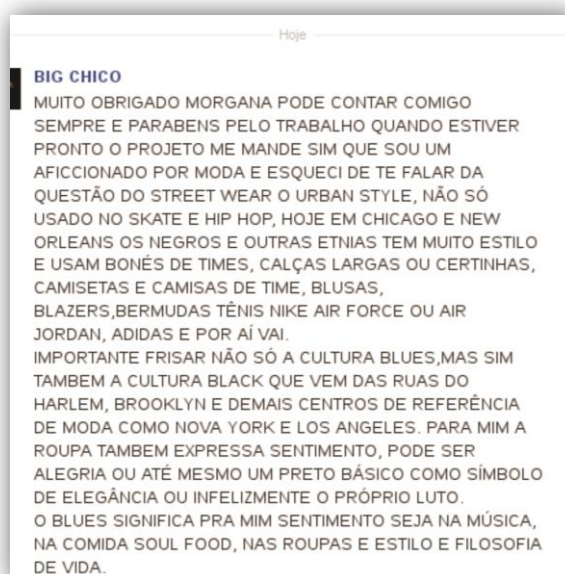 Hoje
BIG CHICO
MUITO OBRIGADO MORGANA PODE CONTAR COMIGO
SEMPRE E PARABENS PELO TRABALHO QUANDO ESTIVER
PRONTO O PROJETO ME MANDE SIM QUE SOU UM
AFICCIONADO POR MODA E ESQUECI DE TE FALAR DA
QUESTÃO DO STREET WEAR O URBAN STYLE, NÃO SÓ
USADO NO SKATE E HIP HOP, HOJE EM CHICAGO E NEW
ORLEANS OS NEGROS E OUTRAS ETNIAS TEM MUITO ESTILO
E USAM BONÉS DE TIMES, CALÇAS LARGAS OU CERTINHAS,
CAMISETAS E CAMISAS DE TIME, BLUSAS,
BLAZERS,BERMUDAS TÊNIS NIKE AIR FORCE OU AIR
JORDAN, ADIDAS E POR AÍ VAI.
IMPORTANTE FRISAR NÃO SÓ A CULTURA BLUES,MAS SIM
TAMBEM A CULTURA BLACK QUE VEM DAS RUAS DO
HARLEM, BROOKLYN E DEMAIS CENTROS DE REFERÊNCIA
DE MODA COMO NOVA YORK E LOS ANGELES. PARA MIM A
ROUPA TAMBEM EXPRESSA SENTIMENTO, PODE SER
ALEGRIA OU ATÉ MESMO UM PRETO BÁSICO COMO SÍMBOLO
DE ELEGÂNCIA OU INFELIZMENTE O PRÓPRIO LUTO.
O BLUES SIGNIFICA PRA MIM SENTIMENTO SEJA NA MÚSICA,
NA COMIDA SOUL FOOD, NAS ROUPAS E ESTILO E FILOSOFIA
DE VIDA.